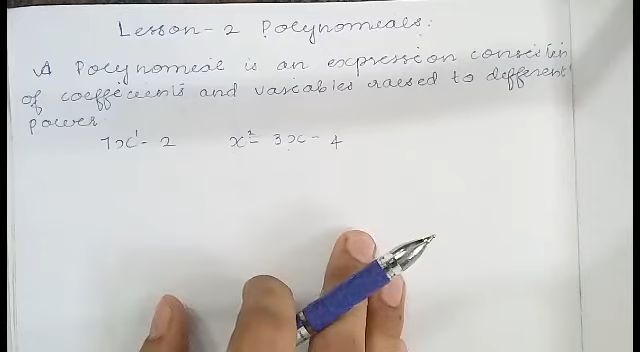 Lesson - 2 Polynomials:
A Polynomial is an expression consistin
of coefficients and variables raised to different
power
7x¹ - 2 x² - 3x - 4